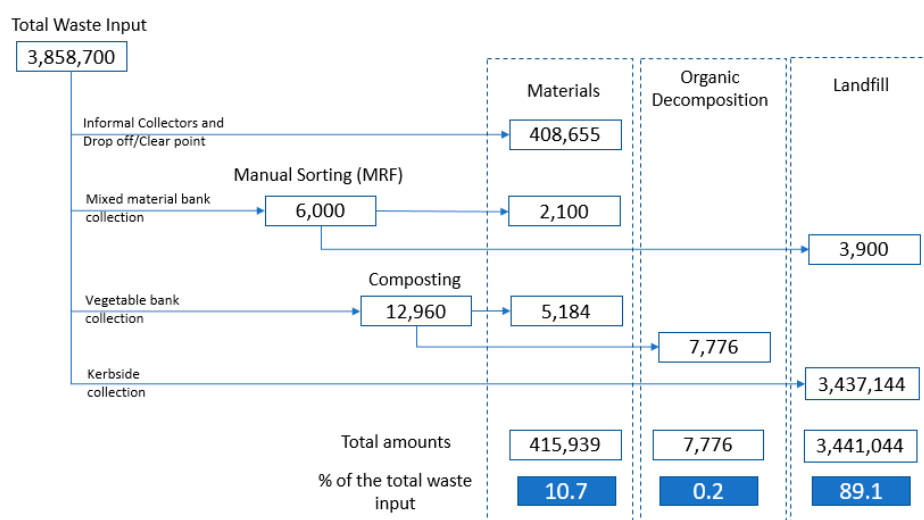 Total Waste Input
3,858,700
Materials
Organic
Decomposition
Landfill
Informal Collectors and
Drop off/Clear point
408,655
Manual Sorting (MRF)
Mixed material bank
collection
6,000
2,100
3,900
Composting
Vegetable bank
collection
12,960
5,184
7,776
Kerbside
collection
3,437,144
Total amounts
415,939
7,776
3,441,044
% of the total waste
input
10.7
0.2
89.1